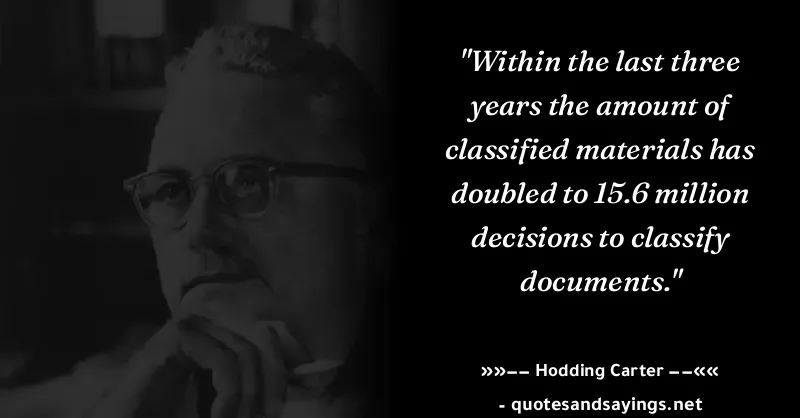 "Within the last three
years the amount of
classified materials has
doubled to 15.6 million
decisions to classify
documents."
»»−− Hodding Carter −−««
- quotesandsayings.net